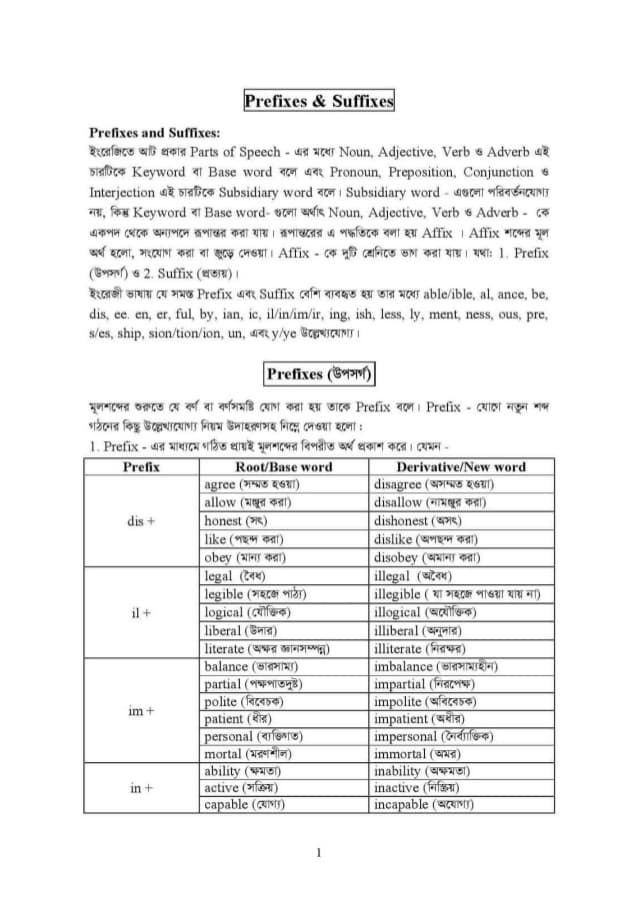 Prefixes & Suffixes
Prefixes and Suffixes:
ইংরেজিতে আট প্রকার Parts of Speech - এর মধ্যে Noun, Adjective, Verb ও Adverb এই
চারটিকে Keyword বা Base word বলে এবং Pronoun, Preposition, Conjunction ও
Interjection এই চারটিকে Subsidiary word বলে। Subsidiary word - এগুলো পরিবর্তনযোগ্য
নয়, কিন্তু Keyword বা Base word- গুলো অর্থাৎ Noun, Adjective, Verb ও Adverb - কে
একপদ থেকে অন্যপদে রূপান্তর করা যায়। রূপান্তরের এ পদ্ধতিকে বলা হয় Affix । Affix শব্দের মূল
অর্থ হলো, সংযোগ করা বা জুড়ে দেওয়া। Affix - কে দুটি শ্রেনিতে ভাগ করা যায়। যথা: 1. Prefix
(উপসর্গ) ও 2. Suffix (প্রত্যয়)।
ইংরেজী ভাষায় যে সমস্ত Prefix এবং Suffix বেশি ব্যবহৃত হয় তার মধ্যে able/ible, al, ance, be,
dis, ee. en, er, ful, by, ian, ic, il/in/im/ir, ing, ish, less, ly, ment, ness, ous, pre,
s/es, ship, sion/tion/ion, un, এবং y/ye উল্লেখ্যযোগ্য।
Prefixes (উপসর্গ)
মূলশব্দের শুরুতে যে বর্ণ বা বর্ণসমষ্টি যোগ করা হয় তাকে Prefix বলে। Prefix - যোগে নতুন শব্দ
গঠনের কিছু উল্লেখ্যযোগ্য নিয়ম উদাহরণসহ নিম্নে দেওয়া হলো :
1. Prefix - এর মাধ্যমে গঠিত প্রায়ই মূলশব্দের বিপরীত অর্থ প্রকাশ করে। যেমন -
Prefix Root/Base word Derivative/New word
agree (সম্মত হওয়া) disagree (অসম্মত হওয়া)
allow (মঞ্জুর করা) disallow (নামঞ্জুর করা)
dis + honest (সৎ) dishonest (অসৎ)
like (পছন্দ করা) dislike (অপছন্দ করা)
obey (মান্য করা) disobey (অমান্য করা)
legal (বৈধ) illegal (অবৈধ)
legible (সহজে পাঠ্য) illegible ( যা সহজে পাওয়া যায় না)
il + logical (যৌক্তিক) illogical (অযৌক্তিক)
liberal (উদার) illiberal (অনুদার)
literate (অক্ষর জ্ঞানসম্পন্ন) illiterate (নিরক্ষর)
balance (ভারসাম্য) imbalance (ভারসাম্যহীন)
partial (পক্ষপাতদুষ্ট) impartial (নিরপেক্ষ)
polite (বিবেচক) impolite (অবিবেচক)
im + patient (ধীর) impatient (অধীর)
personal (ব্যক্তিগত) impersonal (নৈর্ব্যক্তিক)
mortal (মরণশীল) immortal (অমর)
ability (ক্ষমতা) inability (অক্ষমতা)
in + active (সক্রিয়) inactive (নিষ্ক্রিয়)
capable (যোগ্য) incapable (অযোগ্য)
1